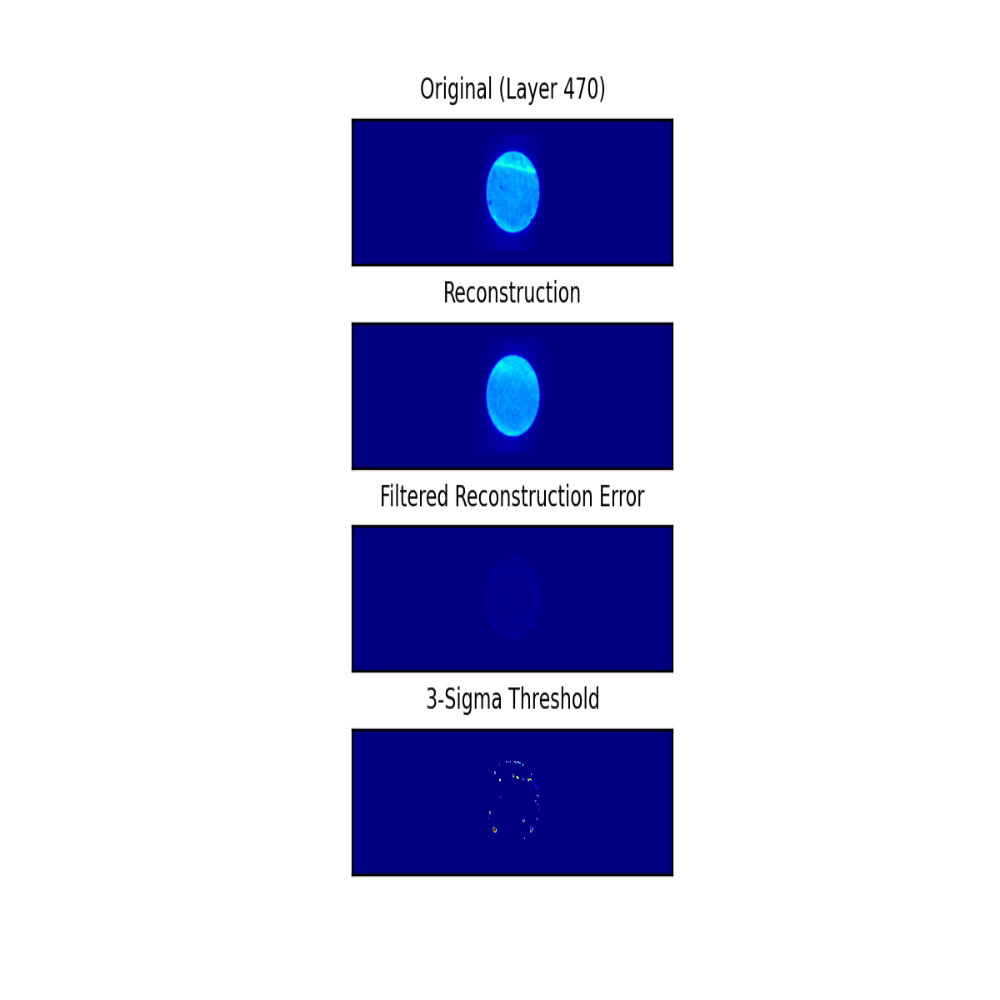 Original (Layer 470)
Reconstruction
Filtered Reconstruction Error
3-Sigma Threshold